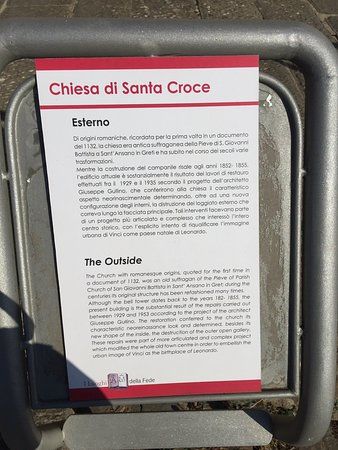 Chiesa di Santa Croce
Esterno
Di origini romaniche, ricordata per la prima volta in un documento
del 1132, la chiesa era antica suffraganea della Pieve di S. Giovanni
Battista a Sant' Ansano in Greti e ha subito nel corso dei secoli varie
trasformazioni.
Mentre la costruzione del campanile risale agli anni 1852- 1855,
l'edificio attuale è sostanzialmente il risultato dei lavori di restauro
effettuati fra il 1929 e il 1935 secondo il progetto dell'architetto
Giuseppe Gulino, che conferirono alla chiesa il caratteristico
aspetto neorinascimentale determinando, oltre ad una nuova
configurazione degli interni, la distruzione del loggiato esterno che
correva lungo la facciata principale. Tali interventi facevano parte
di un progetto più articolato e complesso che interessò l'intero
centro storico, con l'esplicito intento di riqualificare l'immagine
urbana di Vinci come paese natale di Leonardo.
The Outside
The Church with romanesque origins, quoted for the first time in
a document of 1132, was an old suffragan of the Pieve of Parish
Church of San Giovanni Battista in Sant' Ansano in Greti; during the
centuries its original structure has been refashioned many times.
Although the bell tower dates back to the years 182- 1855, the
present building is the substantial result of the repairs carried out
between 1929 and 1953 according to the project of the architect
Giuseppe Gulino. The restoration conferred to the church its
characteristic neoreinassance look and determined, besides its
new shape of the inside, the destruction of the outer open gallery.
These repairs were part of more articulated and complex project
which modified the whole old town centre in order to embellish the
urban image of Vinci as the birthplace of Leonardo.
I Luoghi della Fede